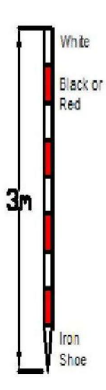 White
Black or
Red
3m
Iron
Shoe